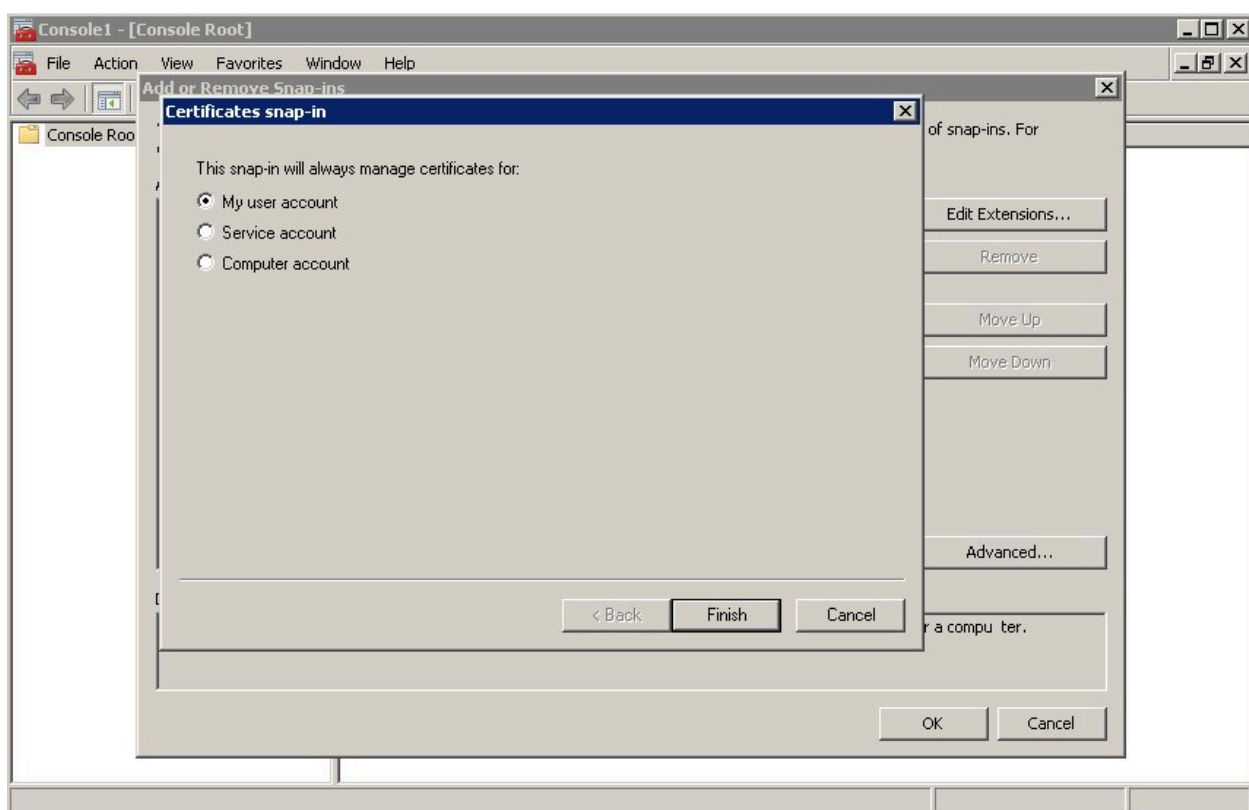 Console1 - [Console Root]
File Action View Favorites Window Help
Add or Remove Snap-ins
Certificates snap-in
Console Roo
of snap-ins. For
This snap-in will always manage certificates for:
My user account
Service account
Computer account
Edit Extensions...
Remove
Move Up
Move Down
Advanced...
< Back Finish Cancel
r a compu ter.
OK Cancel